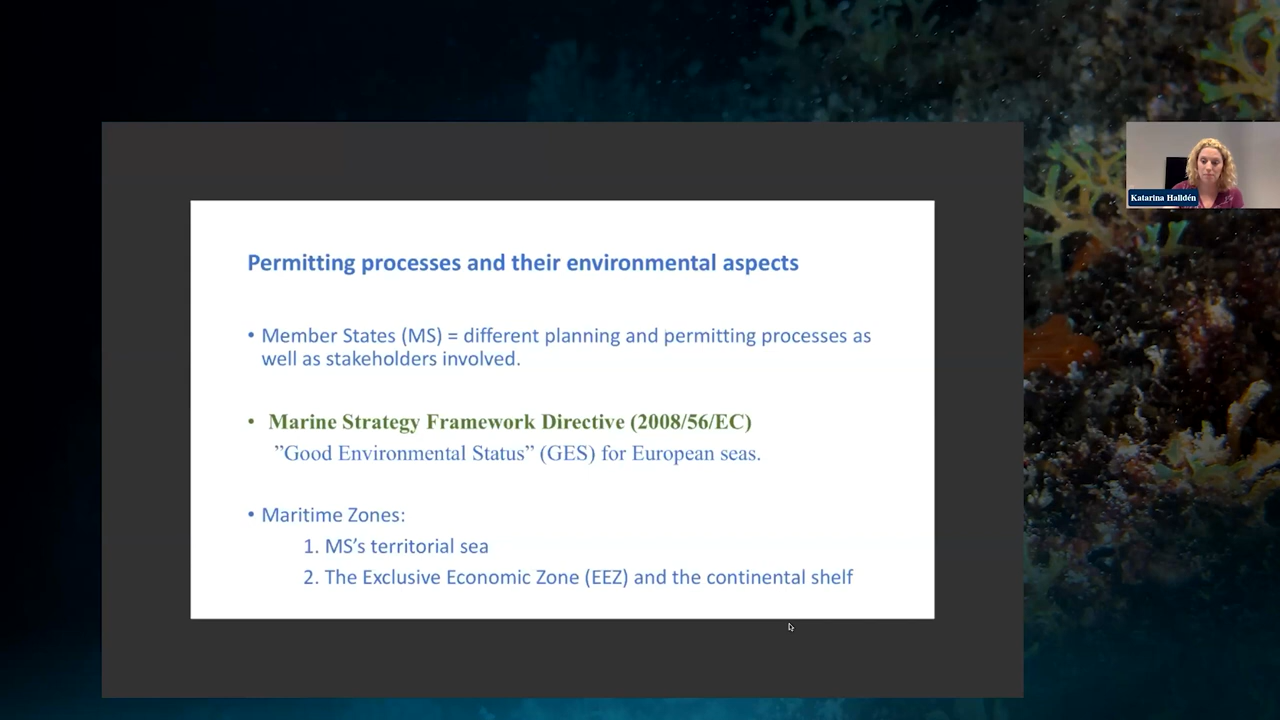 Permitting processes and their environmental aspects
• Member States (MS) = different planning and permitting processes as
well as stakeholders involved.
• Marine Strategy Framework Directive (2008/56/EC)
”Good Environmental Status” (GES) for European seas.
• Maritime Zones:
1. MS’s territorial sea
2. The Exclusive Economic Zone (EEZ) and the continental shelf
Katarina Halldén